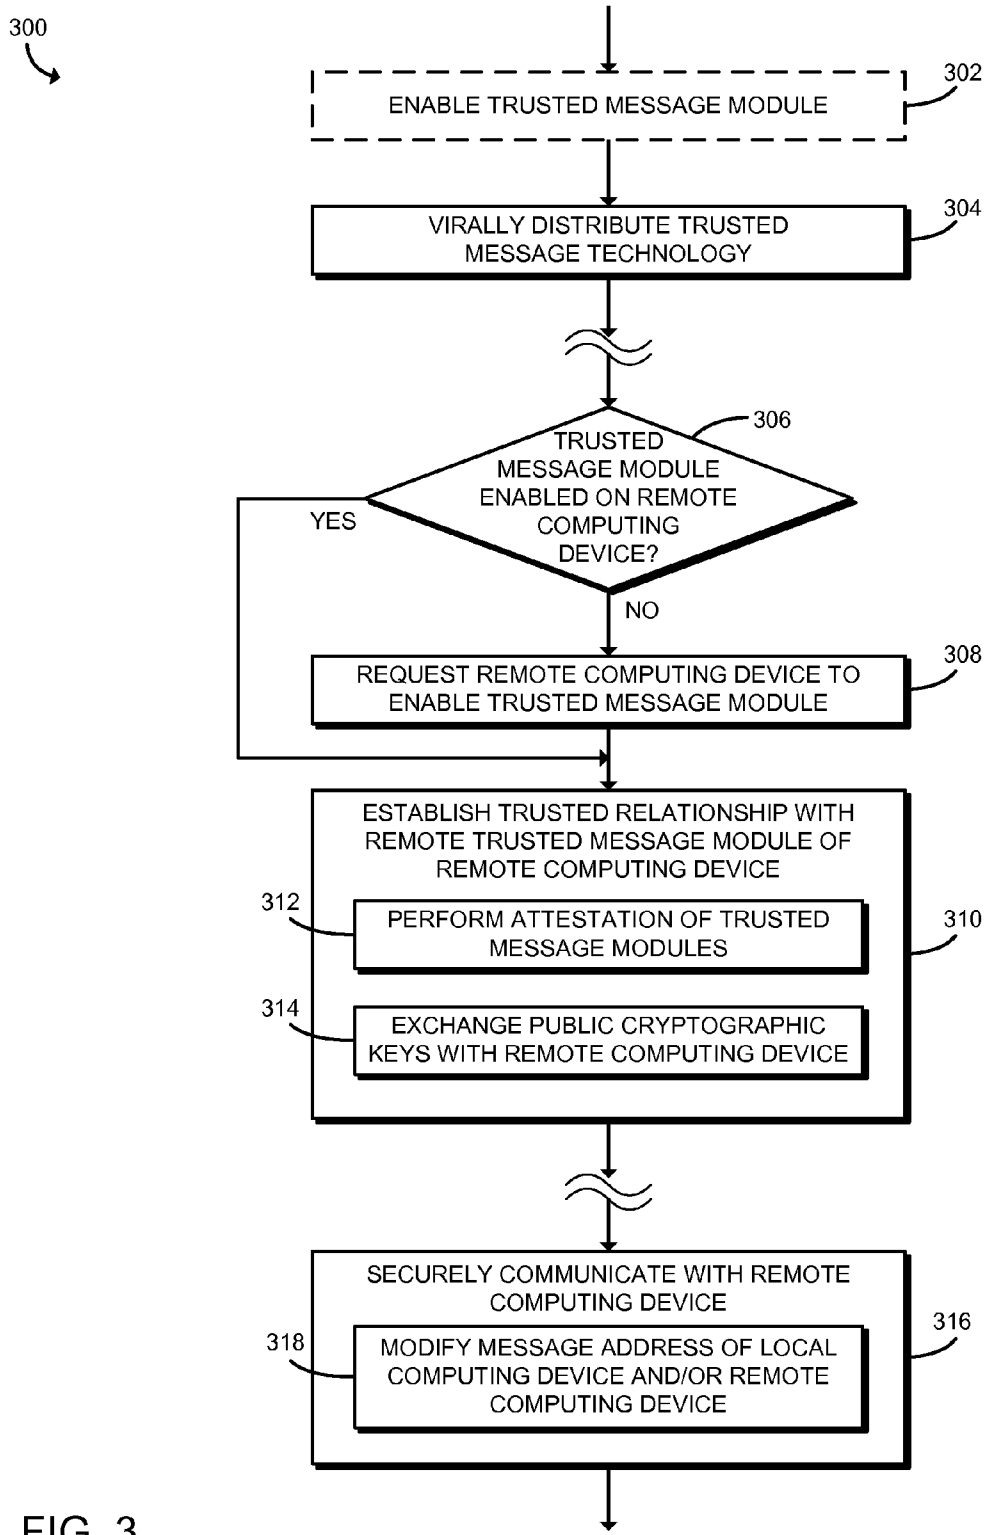 300
302
ENABLE TRUSTED MESSAGE MODULE
304
VIRALLY DISTRIBUTE TRUSTED
MESSAGE TECHNOLOGY
306
TRUSTED
MESSAGE MODULE
ENABLED ON REMOTE
COMPUTING
DEVICE?
YES
NO
308
REQUEST REMOTE COMPUTING DEVICE TO
ENABLE TRUSTED MESSAGE MODULE
ESTABLISH TRUSTED RELATIONSHIP WITH
REMOTE TRUSTED MESSAGE MODULE OF
REMOTE COMPUTING DEVICE
312
PERFORM ATTESTATION OF TRUSTED
MESSAGE MODULES
310
314
EXCHANGE PUBLIC CRYPTOGRAPHIC
KEYS WITH REMOTE COMPUTING DEVICE
SECURELY COMMUNICATE WITH REMOTE
COMPUTING DEVICE
316
318
MODIFY MESSAGE ADDRESS OF LOCAL
COMPUTING DEVICE AND/OR REMOTE
COMPUTING DEVICE
FIG. 3